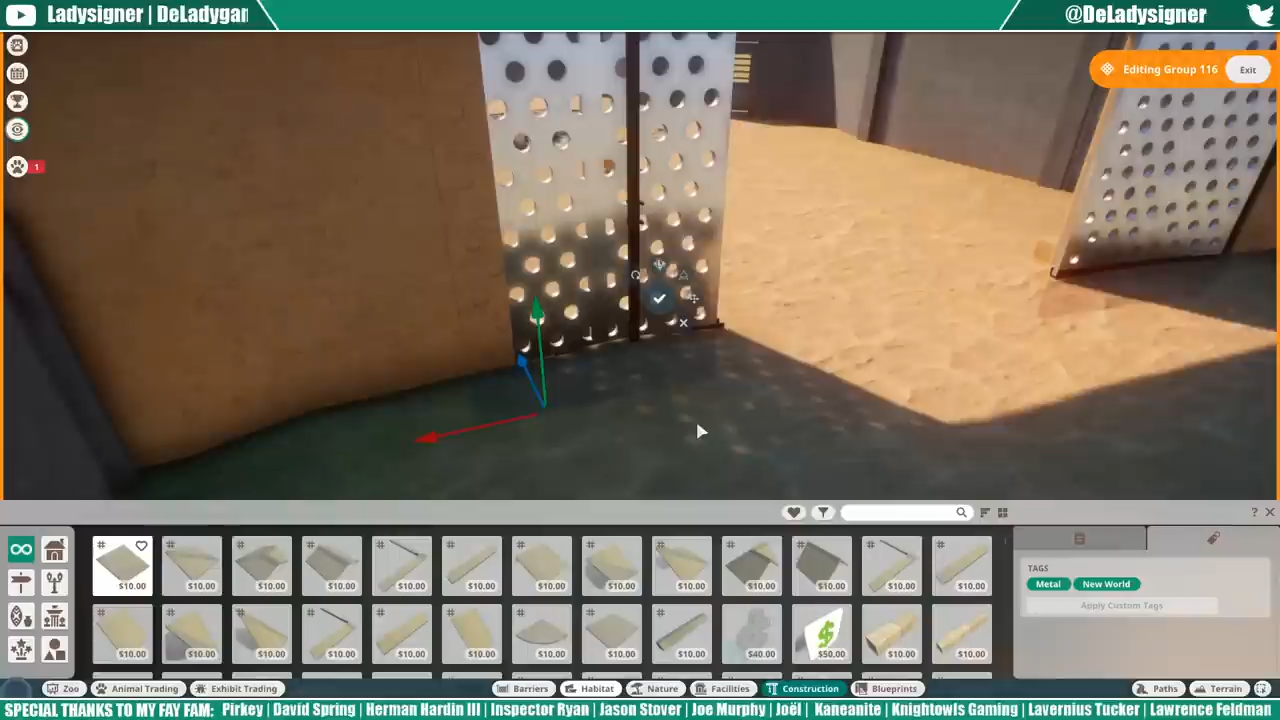 Ladysigner | DeLadygar
@DeLadysigner
Editing Group 116
Exit
1
$10.00 $10.00 $10.00 $10.00 $10.00 $10.00 $10.00 $10.00 $10.00 $10.00 $10.00 $10.00 $10.00
$10.00 $10.00 $10.00 $10.00 $10.00 $10.00 $10.00 $10.00 $10.00 $40.00 $50.00 $10.00 $10.00
TAGS
Metal New World
Apply Custom Tags
Zoo Animal Trading Exhibit Trading Barriers Habitat Nature Facilities Construction Blueprints Paths Terrain
SPECIAL THANKS TO MY FAY FAM: Pirkey | David Spring | Herman Hardin III | Inspector Ryan | Jason Stover | Joe Murphy | Joël | Kaneanite | Knightowls Gaming | Lavernius Tucker | Lawrence Feldman